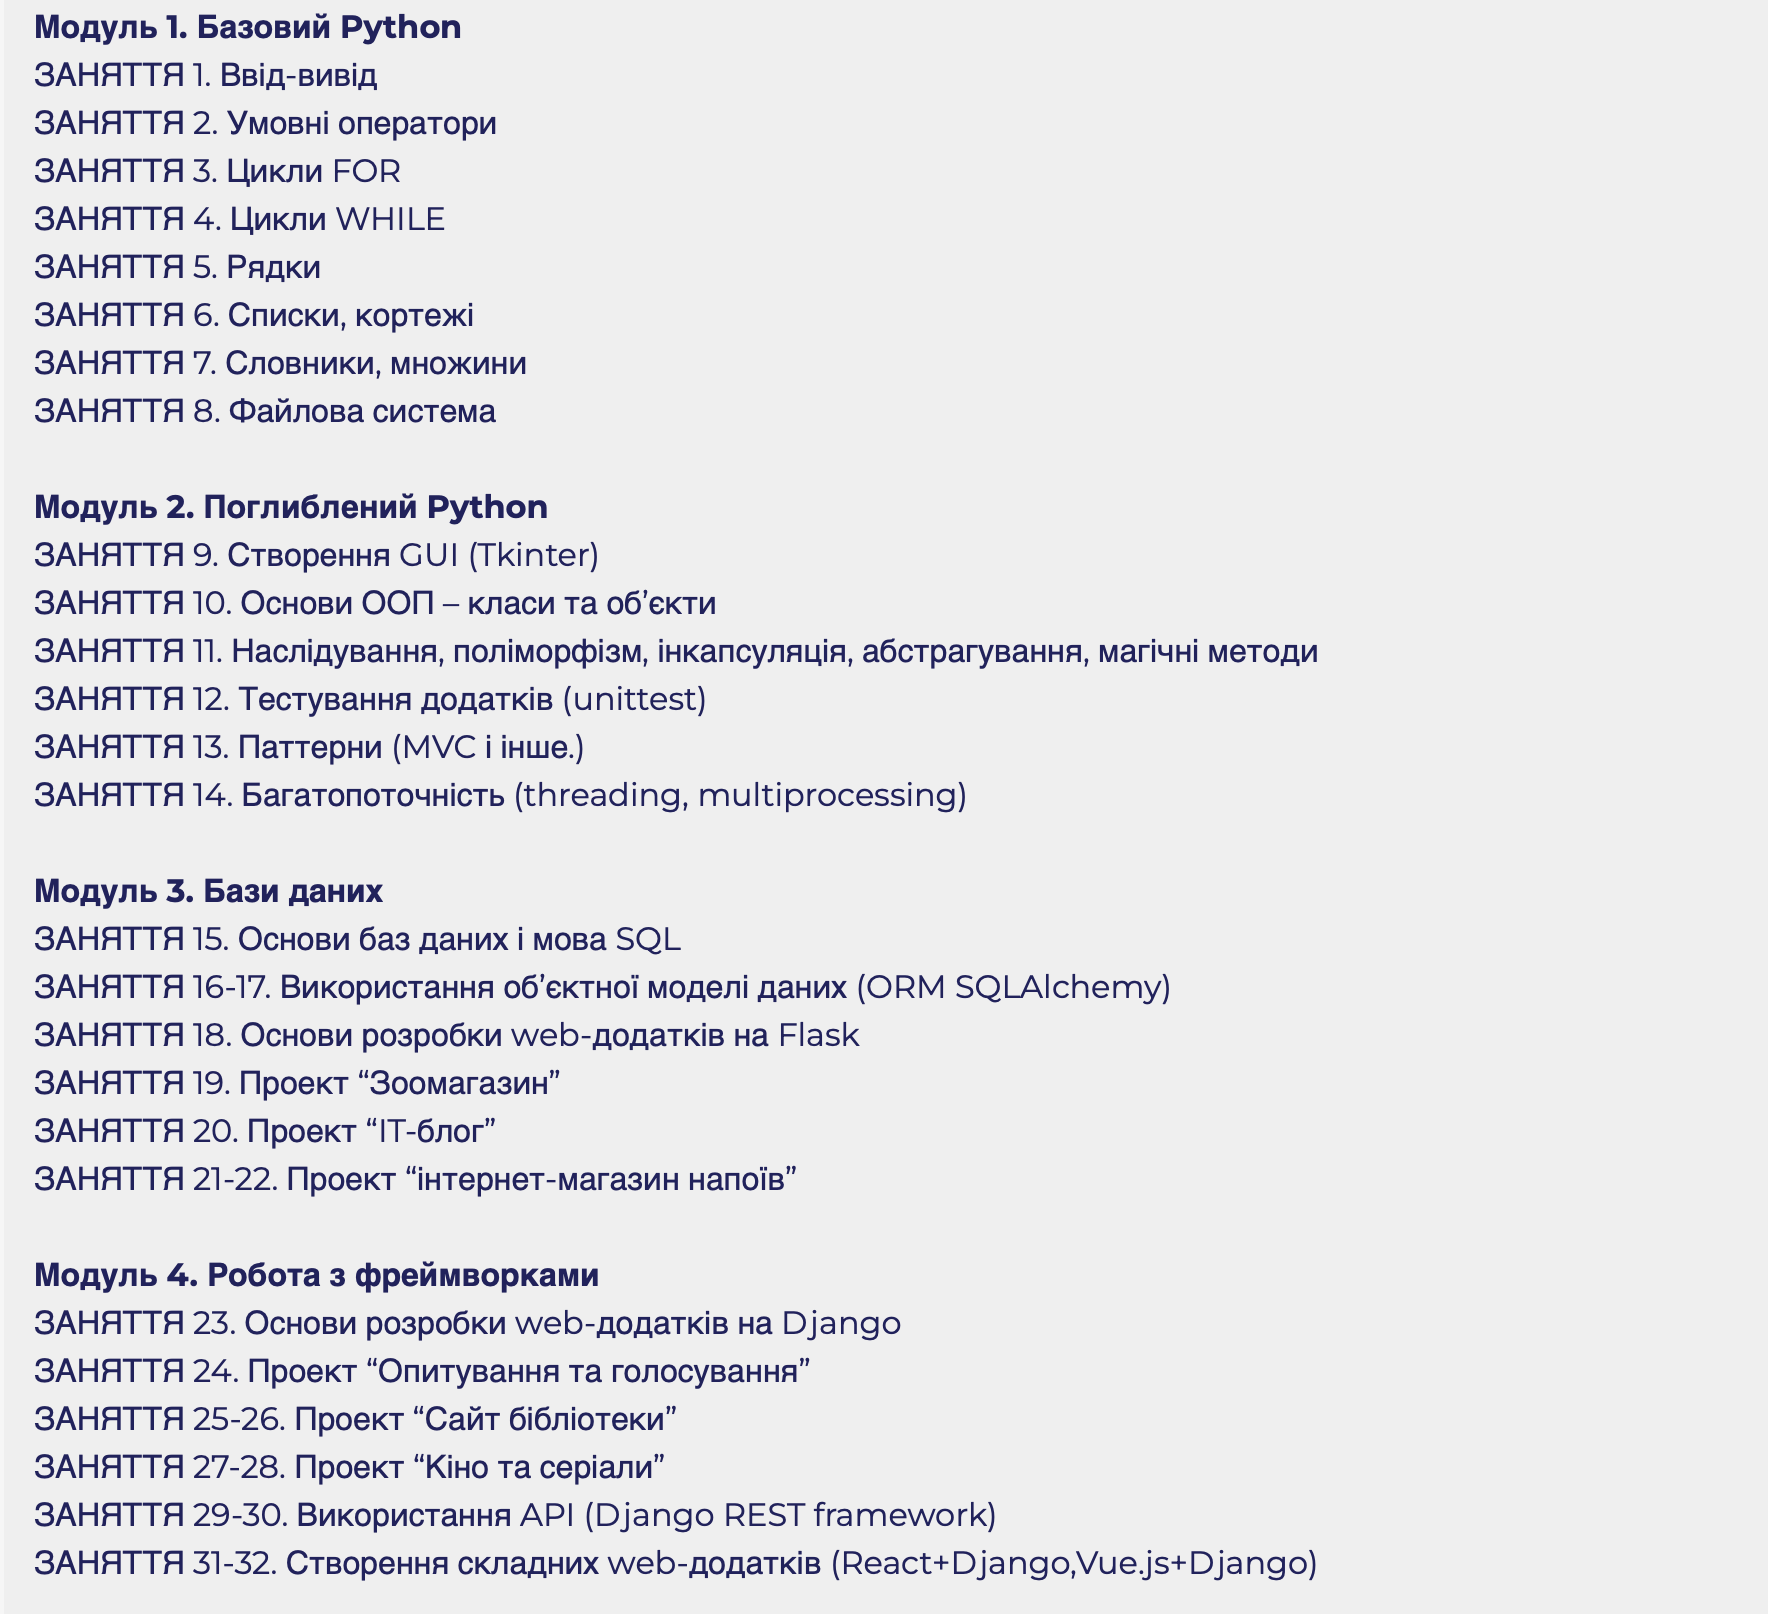 Модуль 1. Базовий Python
ЗАНЯТТЯ 1. Ввід-вивід
ЗАНЯТТЯ 2. Умовні оператори
ЗАНЯТТЯ 3. Цикли FOR
ЗАНЯТТЯ 4. Цикли WHILE
ЗАНЯТТЯ 5. Рядки
ЗАНЯТТЯ 6. Списки, кортежі
ЗАНЯТТЯ 7. Словники, множини
ЗАНЯТТЯ 8. Файлова система
Модуль 2. Поглиблений Python
ЗАНЯТТЯ 9. Створення GUI (Tkinter)
ЗАНЯТТЯ 10. Основи ООП – класи та об’єкти
ЗАНЯТТЯ 11. Наслідування, поліморфізм, інкапсуляція, абстрагування, магічні методи
ЗАНЯТТЯ 12. Тестування додатків (unittest)
ЗАНЯТТЯ 13. Паттерни (MVC і інше.)
ЗАНЯТТЯ 14. Багатопоточність (threading, multiprocessing)
Модуль 3. Бази даних
ЗАНЯТТЯ 15. Основи баз даних і мова SQL
ЗАНЯТТЯ 16-17. Використання об’єктної моделі даних (ORM SQLAlchemy)
ЗАНЯТТЯ 18. Основи розробки web-додатків на Flask
ЗАНЯТТЯ 19. Проект “Зоомагазин”
ЗАНЯТТЯ 20. Проект “IT-блог”
ЗАНЯТТЯ 21-22. Проект “інтернет-магазин напоїв”
Модуль 4. Робота з фреймворками
ЗАНЯТТЯ 23. Основи розробки web-додатків на Django
ЗАНЯТТЯ 24. Проект “Опитування та голосування”
ЗАНЯТТЯ 25-26. Проект “Сайт бібліотеки”
ЗАНЯТТЯ 27-28. Проект “Кіно та серіали”
ЗАНЯТТЯ 29-30. Використання API (Django REST framework)
ЗАНЯТТЯ 31-32. Створення складних web-додатків (React+Django,Vue.js+Django)